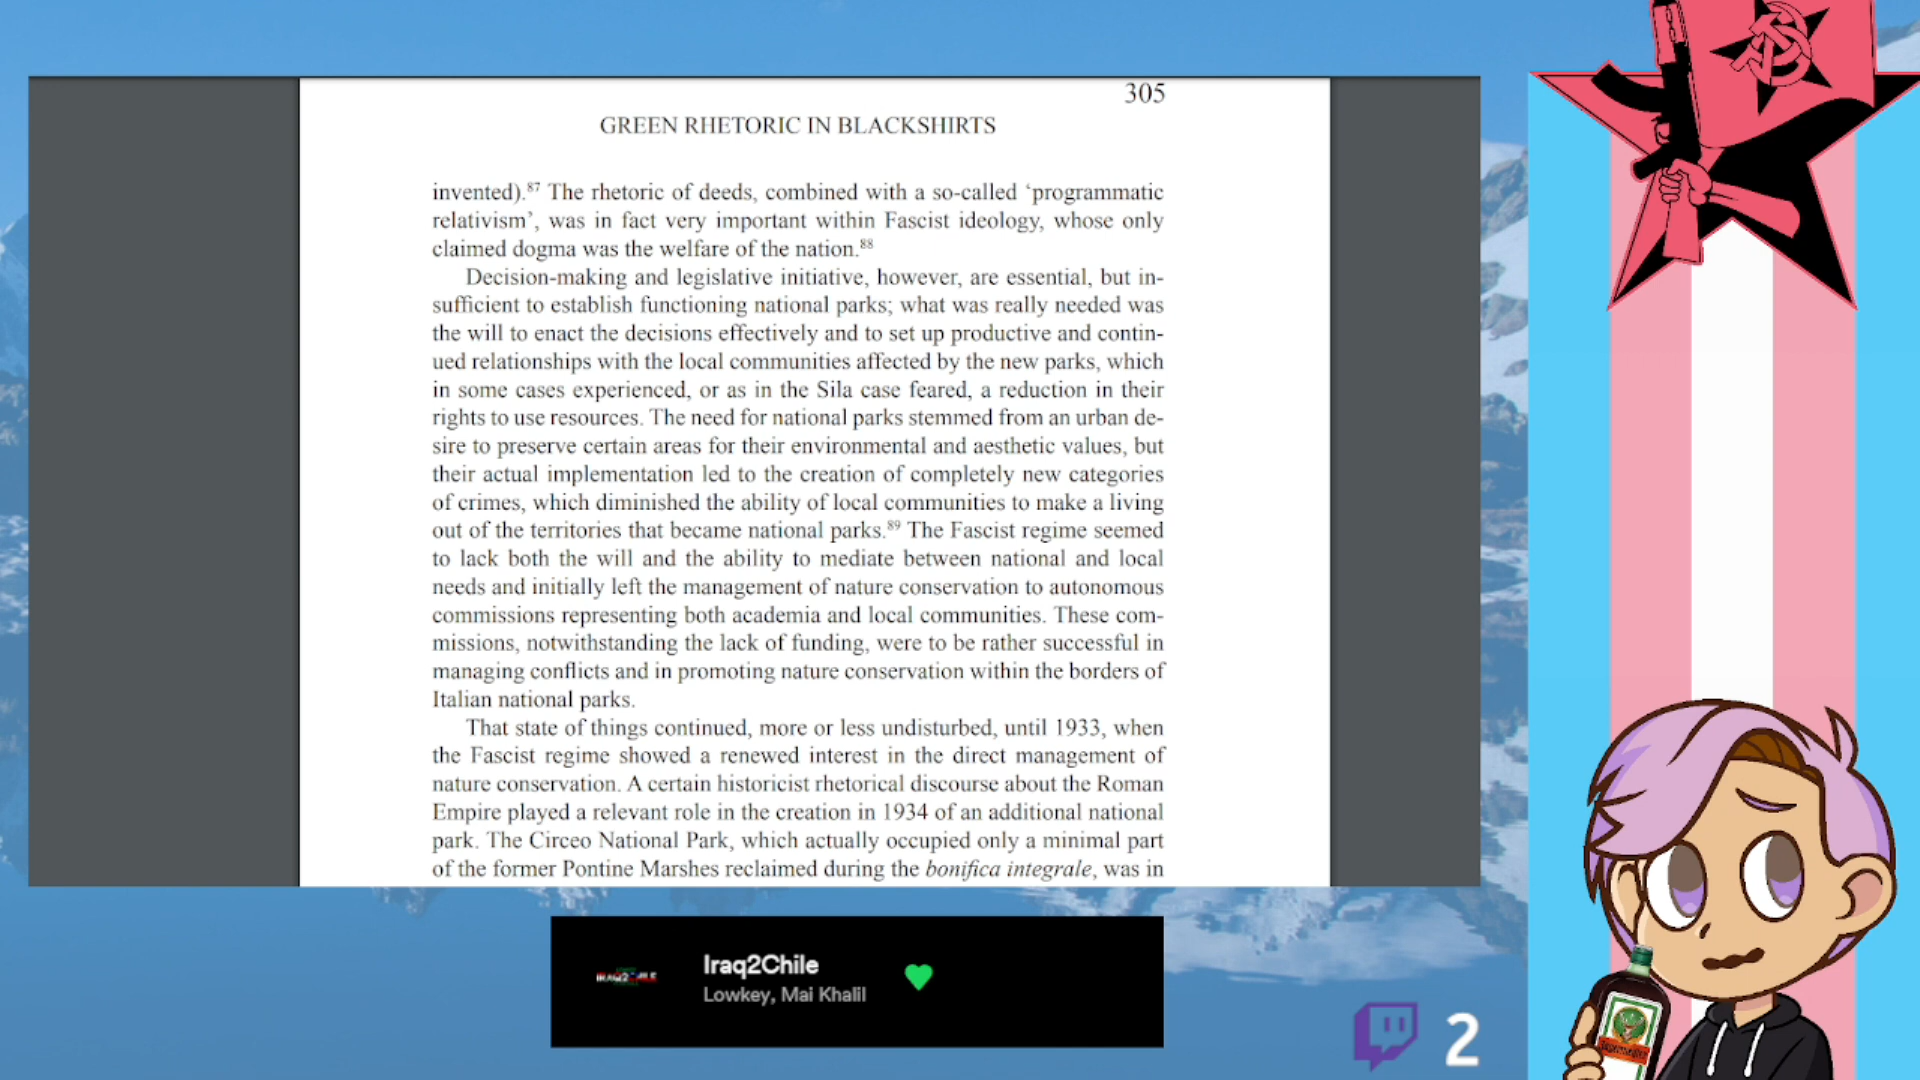 305
GREEN RHETORIC IN BLACKSHIRTS
invented).⁸⁷ The rhetoric of deeds, combined with a so-called ‘programmatic
relativism’, was in fact very important within Fascist ideology, whose only
claimed dogma was the welfare of the nation.⁸⁸
Decision-making and legislative initiative, however, are essential, but in-
sufficient to establish functioning national parks; what was really needed was
the will to enact the decisions effectively and to set up productive and contin-
ued relationships with the local communities affected by the new parks, which
in some cases experienced, or as in the Sila case feared, a reduction in their
rights to use resources. The need for national parks stemmed from an urban de-
sire to preserve certain areas for their environmental and aesthetic values, but
their actual implementation led to the creation of completely new categories
of crimes, which diminished the ability of local communities to make a living
out of the territories that became national parks.⁸⁹ The Fascist regime seemed
to lack both the will and the ability to mediate between national and local
needs and initially left the management of nature conservation to autonomous
commissions representing both academia and local communities. These com-
missions, notwithstanding the lack of funding, were to be rather successful in
managing conflicts and in promoting nature conservation within the borders of
Italian national parks.
That state of things continued, more or less undisturbed, until 1933, when
the Fascist regime showed a renewed interest in the direct management of
nature conservation. A certain historicist rhetorical discourse about the Roman
Empire played a relevant role in the creation in 1934 of an additional national
park. The Circeo National Park, which actually occupied only a minimal part
of the former Pontine Marshes reclaimed during the bonifica integrale, was in
Iraq2Chile
Lowkey, Mai Khalil
2